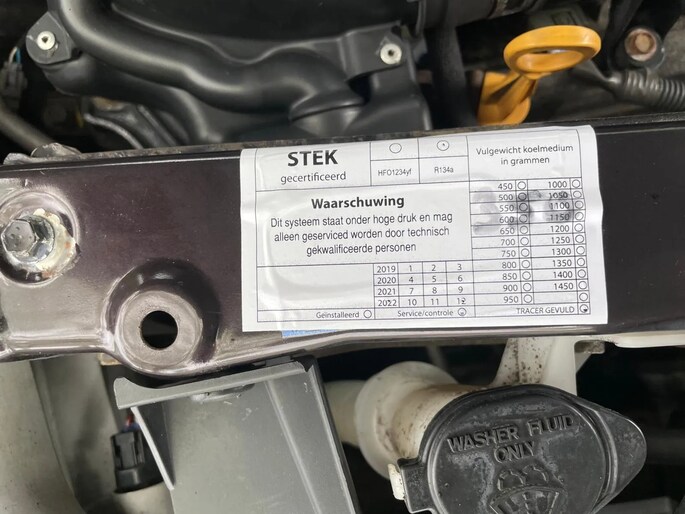 STEK
gecertificeerd
HFO1234yf
R134a
Vulgewicht koelmedium
in grammen
Waarschuwing
Dit systeem staat onder hoge druk en mag
alleen geserviced worden door technisch
gekwalificeerde personen
450 1000
500 1050
550 1100
600 1150
650 1200
700 1250
750 1300
800 1350
850 1400
900 1450
950
2019 1 2 3
2020 4 5 6
2021 7 8 9
2022 10 11 12
Geïnstalleerd
Service/controle
TRACER GEVULD
WASHER FLUID
ONLY